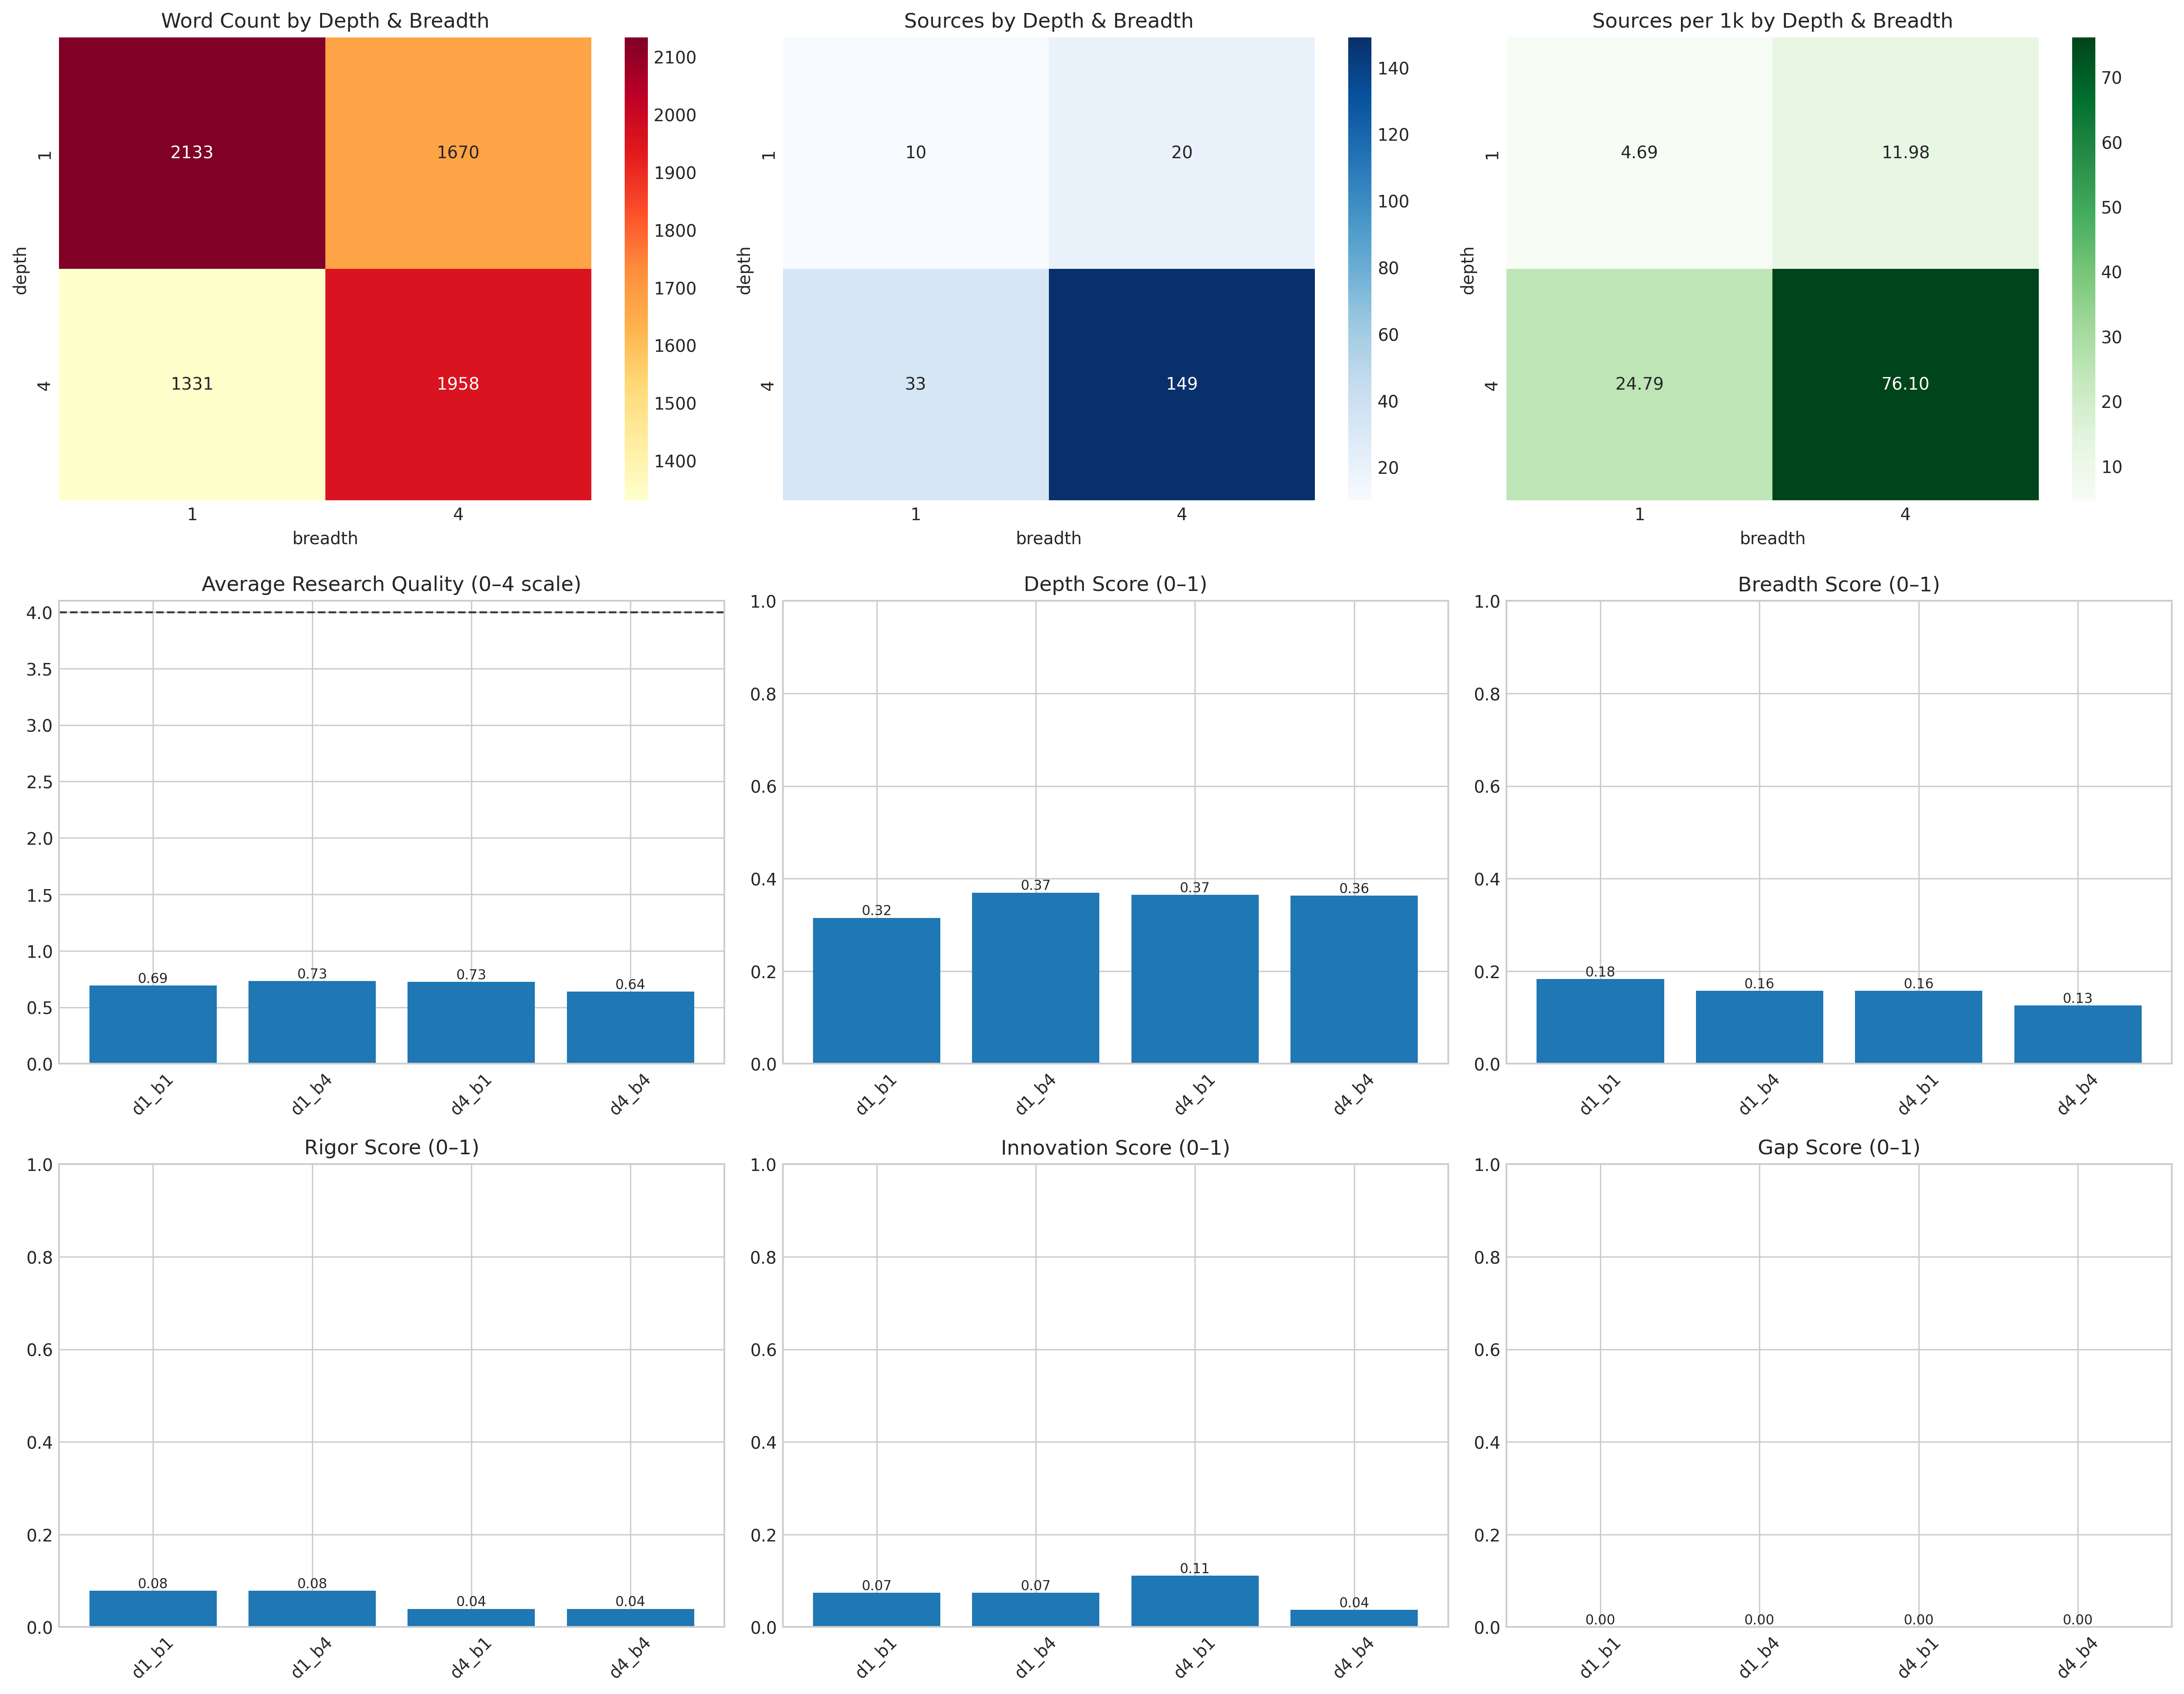 Word Count by Depth & Breadth
2133 1670
1331 1958
1
4
depth
1 4
breadth
2100
2000
1900
1800
1700
1600
1500
1400
Sources by Depth & Breadth
10 20
33 149
1
4
depth
1 4
breadth
140
120
100
80
60
40
20
Sources per 1k by Depth & Breadth
4.69 11.98
24.79 76.10
1
4
depth
1 4
breadth
70
60
50
40
30
20
10
Average Research Quality (0–4 scale)
4.0
3.5
3.0
2.5
2.0
1.5
1.0
0.5
0.0
0.69 0.73 0.73 0.64
d1_b1 d1_b4 d4_b1 d4_b4
Depth Score (0–1)
1.0
0.8
0.6
0.4
0.2
0.0
0.32 0.37 0.37 0.36
d1_b1 d1_b4 d4_b1 d4_b4
Breadth Score (0–1)
1.0
0.8
0.6
0.4
0.2
0.0
0.18 0.16 0.16 0.13
d1_b1 d1_b4 d4_b1 d4_b4
Rigor Score (0–1)
1.0
0.8
0.6
0.4
0.2
0.0
0.08 0.08 0.04 0.04
d1_b1 d1_b4 d4_b1 d4_b4
Innovation Score (0–1)
1.0
0.8
0.6
0.4
0.2
0.0
0.07 0.07 0.11 0.04
d1_b1 d1_b4 d4_b1 d4_b4
Gap Score (0–1)
1.0
0.8
0.6
0.4
0.2
0.0
0.00 0.00 0.00 0.00
d1_b1 d1_b4 d4_b1 d4_b4